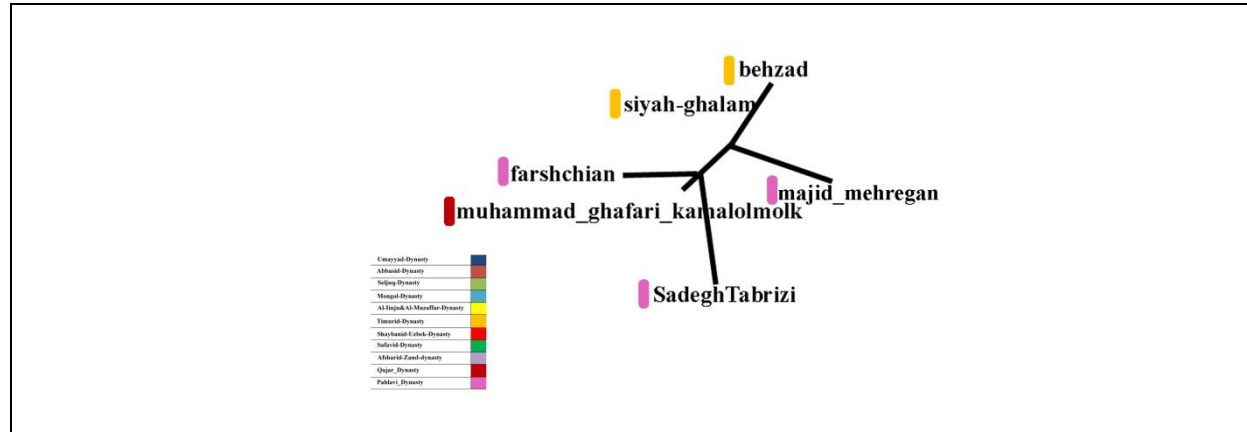 behzad
siyah-ghalam
farshchian
majid_mehregan
muhammad_ghafari_kamalolmolk
SadeghTabrizi
Umayyad-Dynasty
Abbasid-Dynasty
Seljuq-Dynasty
Mongol-Dynasty
Al-Iinju&Al-Muzaffar-Dynasty
Timurid-Dynasty
Shaybanid-Uzbek-Dynasty
Safavid-Dynasty
Afsharid-Zand-dynasty
Qajar_Dynasty
Pahlavi_Dynasty